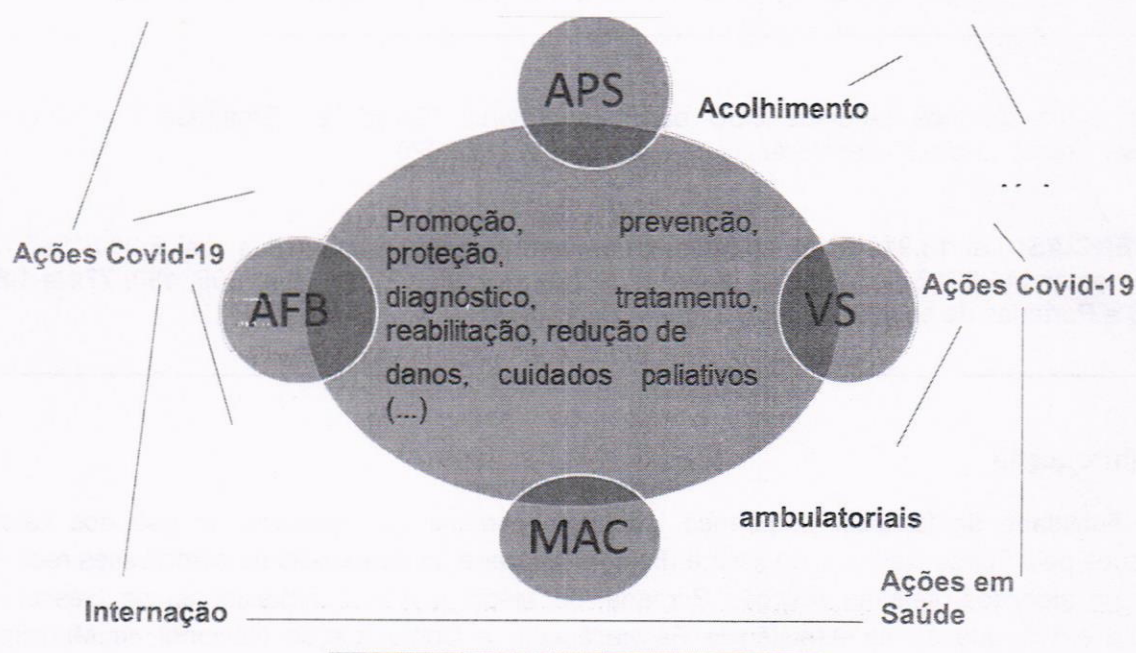 APS
Acolhimento
Promoção, prevenção,
proteção,
Ações Covid-19
diagnóstico, tratamento,
Ações Covid-19
AFB
VS
reabilitação, redução de
danos, cuidados paliativos
(...)
ambulatoriais
MAC
Ações em
Saúde
Internação